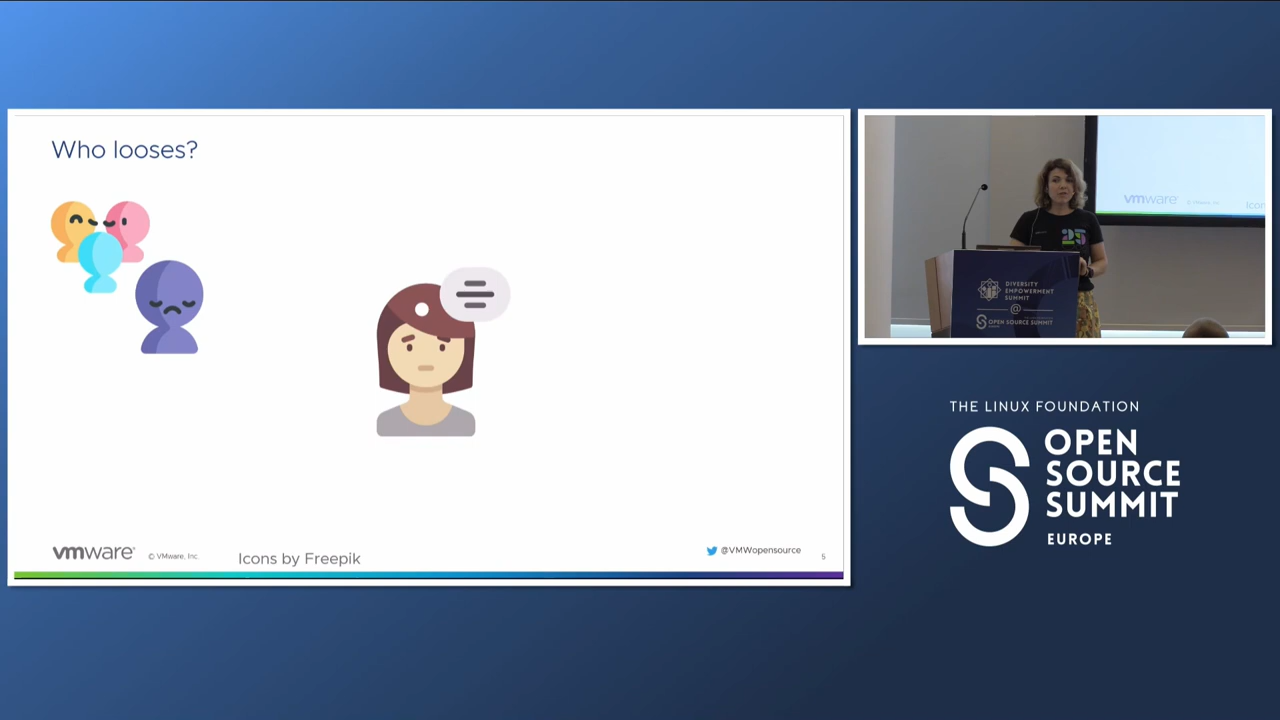 Who looses?
vmware®
© VMware, Inc.
Icons by Freepik
@VMWopensource
5
vmware
Icon
25
DIVERSITY
EMPOWERMENT
SUMMIT
@
OPEN SOURCE SUMMIT
THE LINUX FOUNDATION
OPEN
SOURCE
SUMMIT
EUROPE